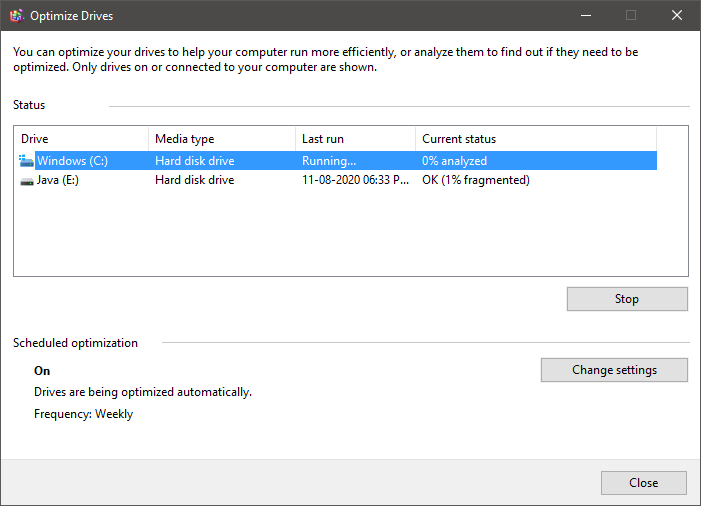 Optimize Drives
You can optimize your drives to help your computer run more efficiently, or analyze them to find out if they need to be
optimized. Only drives on or connected to your computer are shown.
Status
Drive Media type Last run Current status
Windows (C:) Hard disk drive Running... 0% analyzed
Java (E:) Hard disk drive 11-08-2020 06:33 P... OK (1% fragmented)
Stop
Scheduled optimization
On
Change settings
Drives are being optimized automatically.
Frequency: Weekly
Close